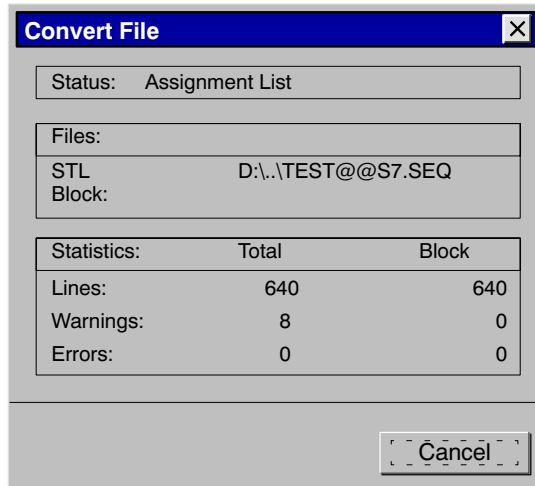 Convert File
Status: Assignment List
Files:
STL D:\..\TEST@@S7.SEQ
Block:
Statistics: Total Block
Lines: 640 640
Warnings: 8 0
Errors: 0 0
Cancel